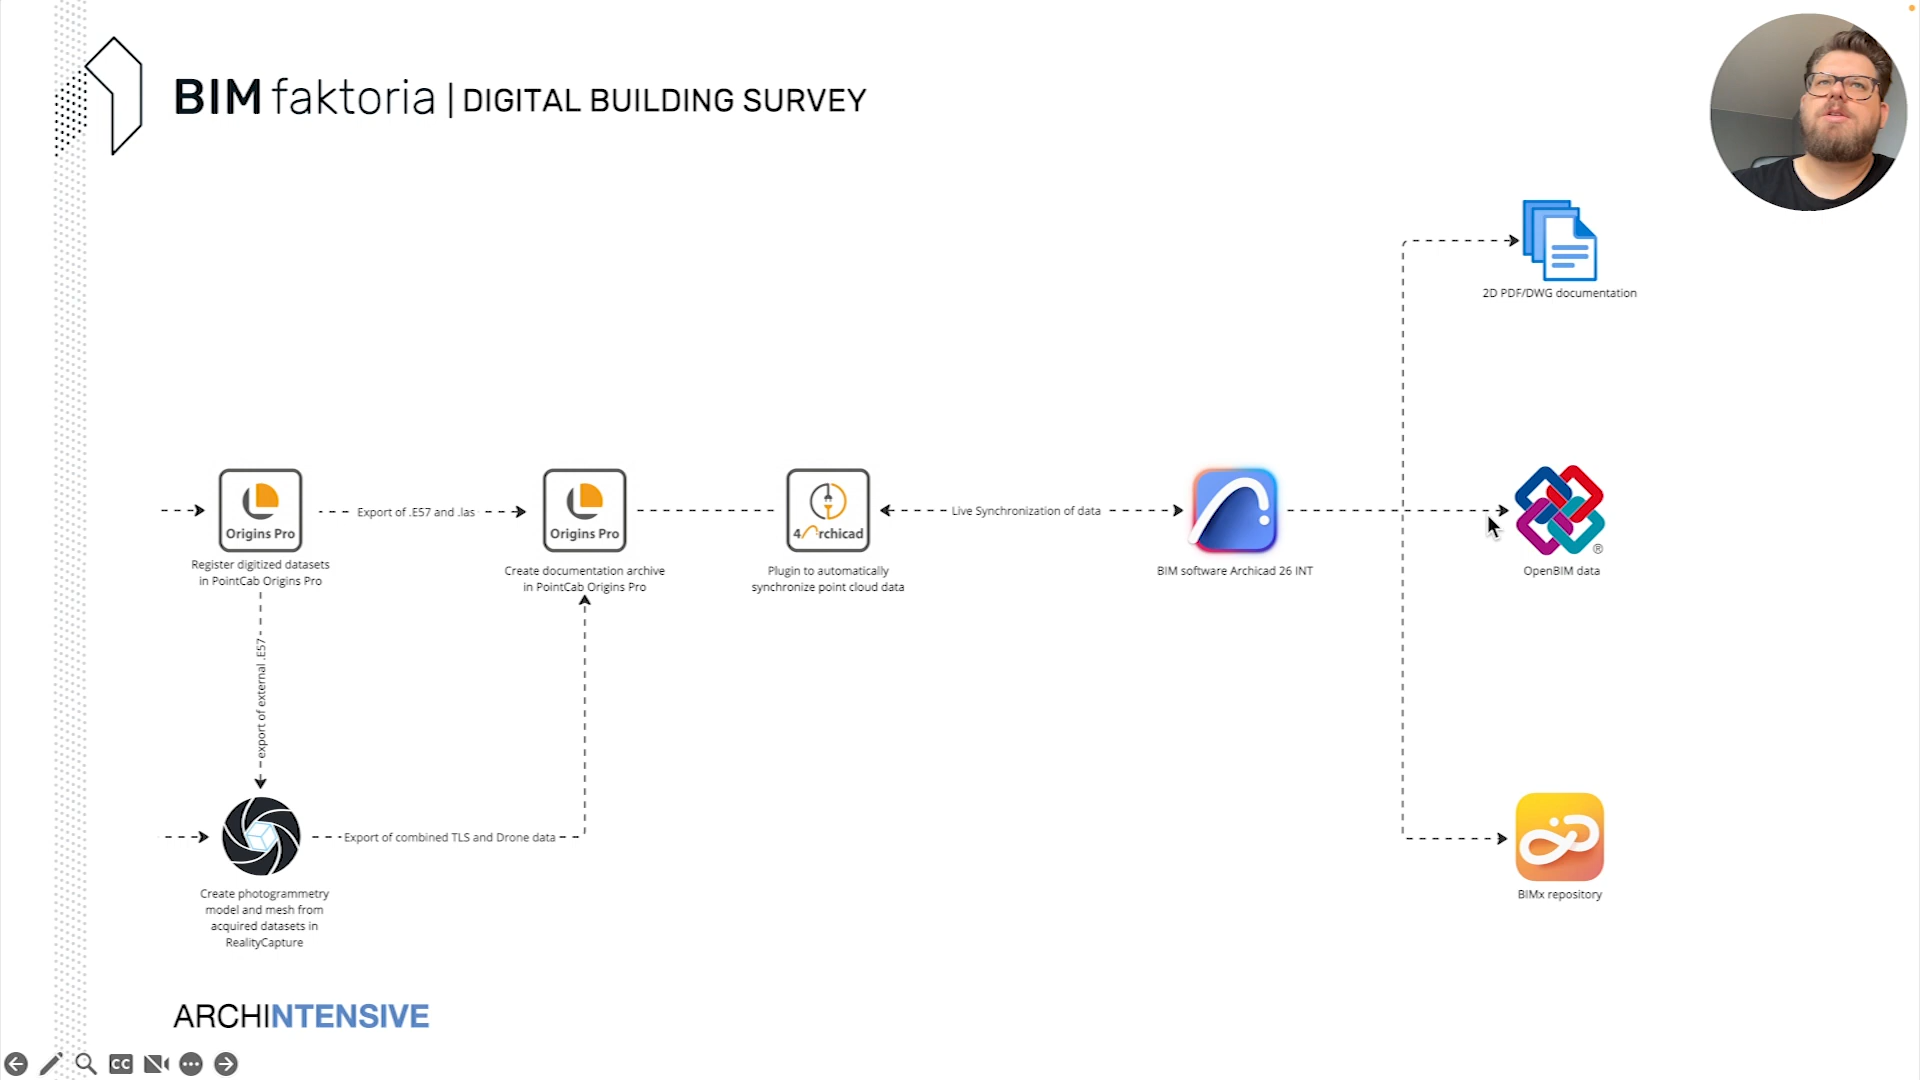 BIM faktoria | DIGITAL BUILDING SURVEY
2D PDF/DWG documentation
Origins Pro
Register digitized datasets
in PointCab Origins Pro
Export of .E57 and .las
Origins Pro
Create documentation archive
in PointCab Origins Pro
4Archicad
Plugin to automatically
synchronize point cloud data
Live Synchronization of data
BIM software Archicad 26 INT
®
OpenBIM data
export of external .E57
Export of combined TLS and Drone data
Create photogrammetry
model and mesh from
acquired datasets in
RealityCapture
BIMx repository
ARCHINTENSIVE
CC